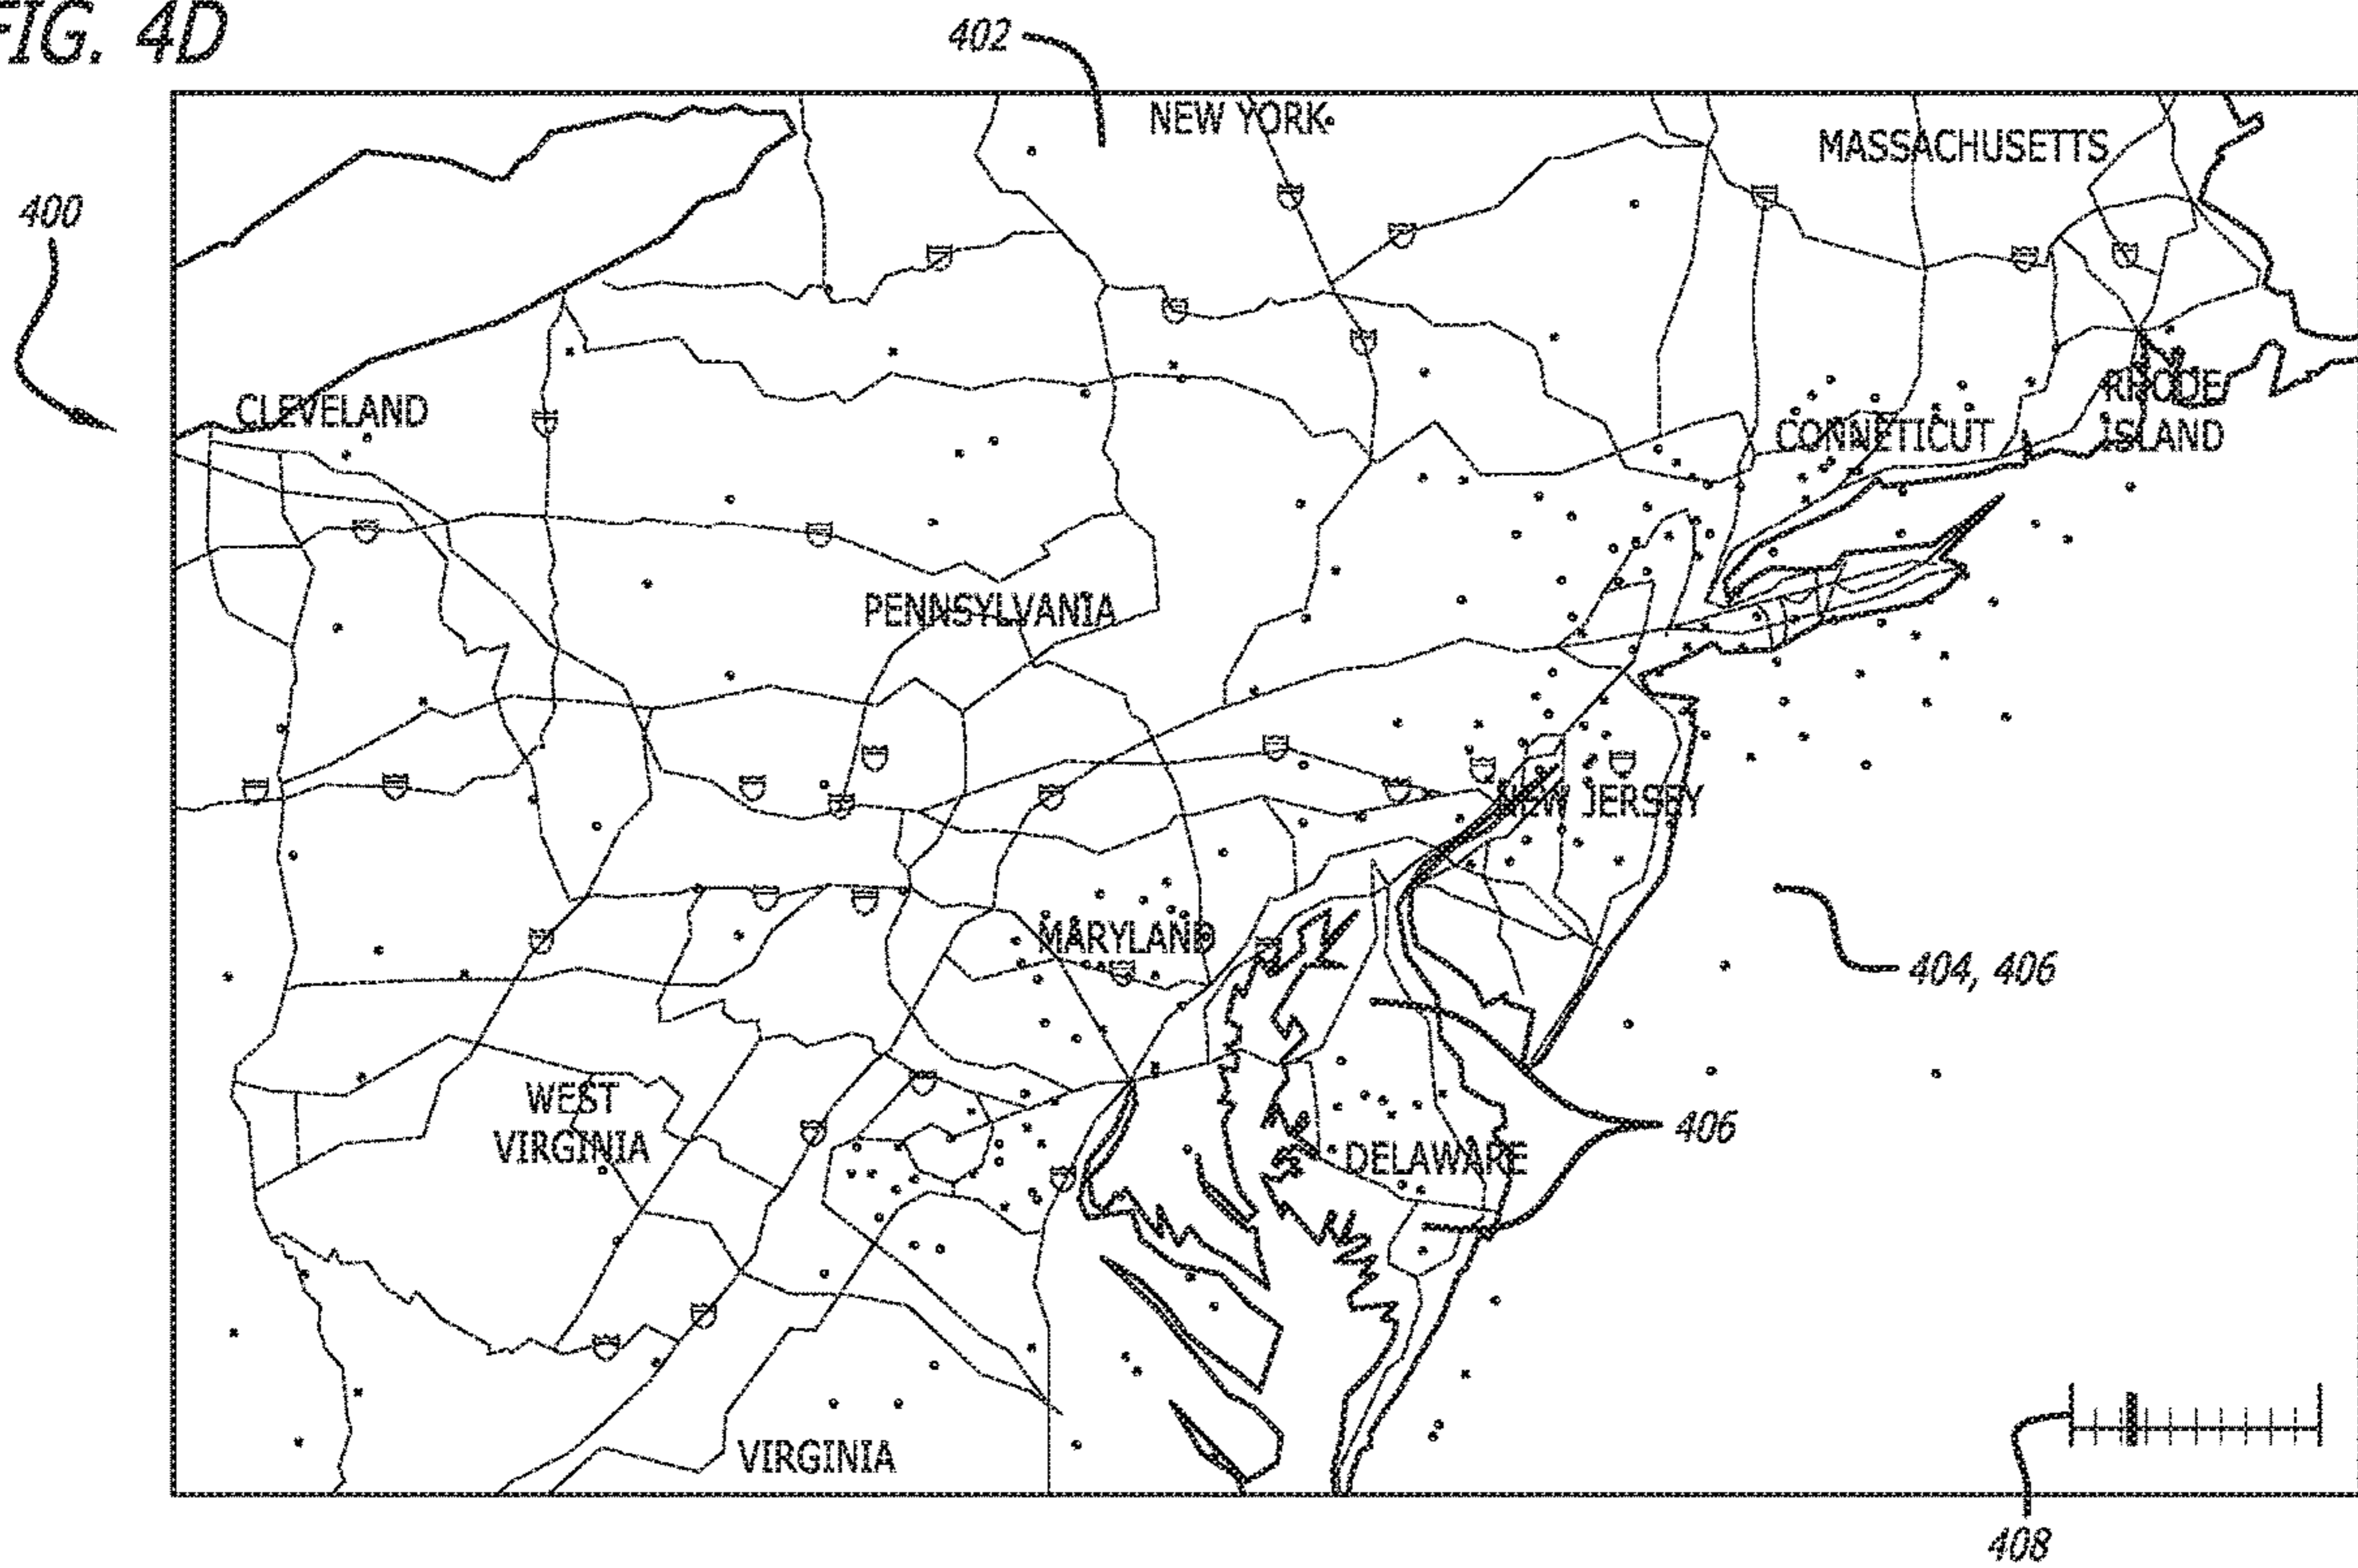 FIG. 4D
402
NEW YORK
MASSACHUSETTS
400
CLEVELAND
CONNETICUT
RHODE
ISLAND
PENNSYLVANIA
NEW JERSEY
MARYLAND
404, 406
WEST
VIRGINIA
406
DELAWARE
VIRGINIA
408